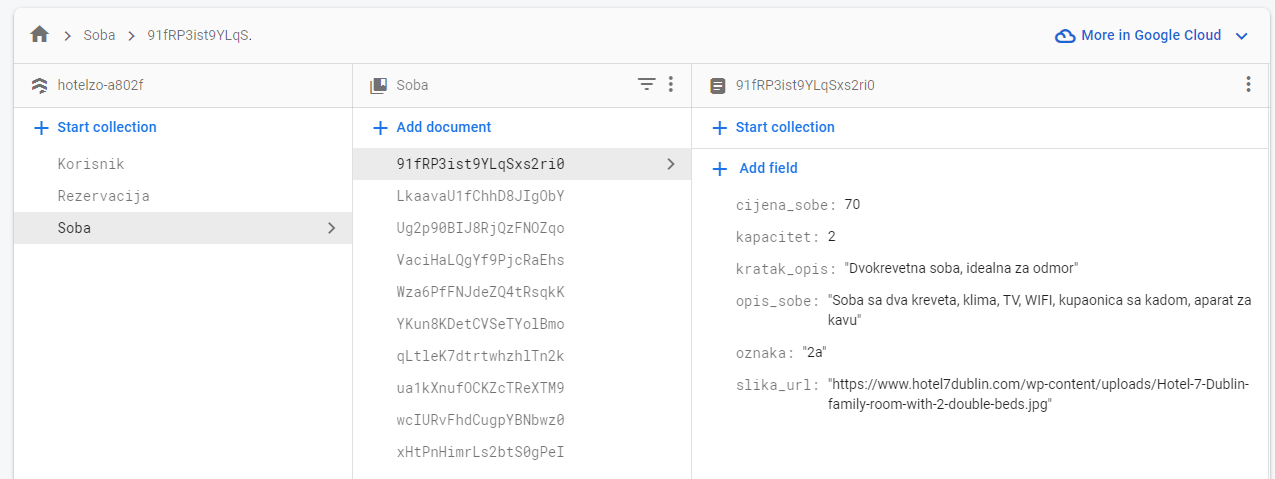 Soba
91fRP3ist9YLqS.
More in Google Cloud
hotelzo-a802f
Start collection
Korisnik
Rezervacija
Soba
Soba
Add document
91fRP3ist9YLqSxs2ri0
LkaavaU1fChhD8JIgObY
Ug2p90BIJ8RjQzFNOZqo
VaciHaLQgYf9PjcRaEhs
Wza6PfFNJdeZQ4tRsqkK
YKun8KDetCVSeTYolBmo
qLtleK7dtrtwhzhlTn2k
ua1kXnufOCKZcTReXTM9
wcIURvFhdCugpYBNbwz0
xHtPnHimrLs2btS0gPeI
91fRP3ist9YLqSxs2ri0
Start collection
Add field
cijena_sobe: 70
kapacitet: 2
kratak_opis: "Dvokrevetna soba, idealna za odmor"
opis_sobe: "Soba sa dva kreveta, klima, TV, WIFI, kupaonica sa kadom, aparat za
kavu"
oznaka: "2a"
slika_url: "https://www.hotel7dublin.com/wp-content/uploads/Hotel-7-Dublin-
family-room-with-2-double-beds.jpg"